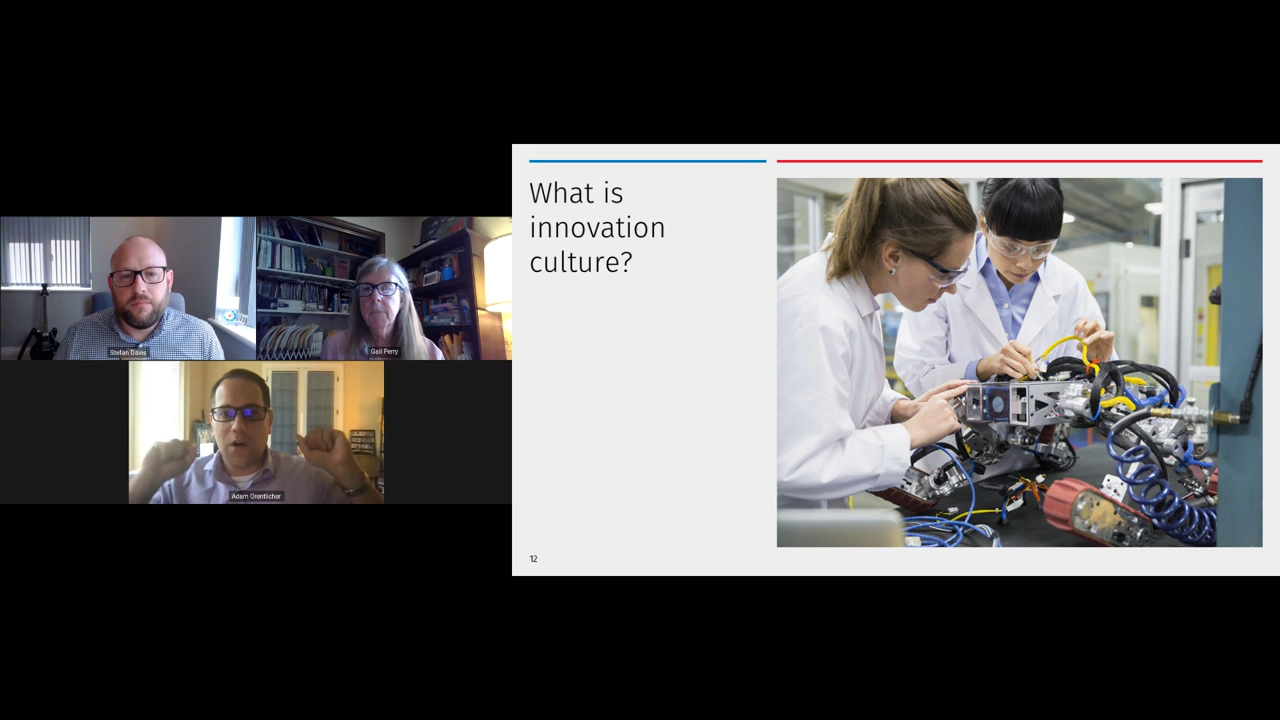 Stefan Davis
Gail Perry
Adam Orentlicher
What is
innovation
culture?
12